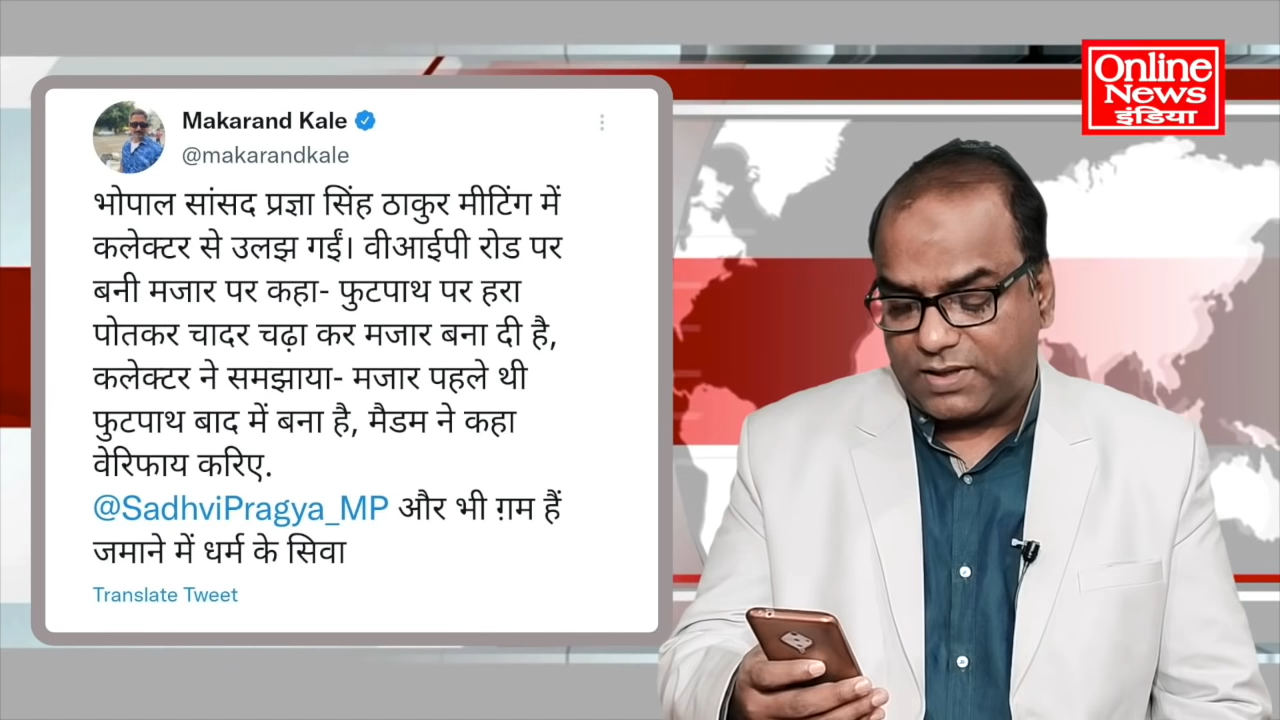 Makarand Kale
@makarandkale
भोपाल सांसद प्रज्ञा सिंह ठाकुर मीटिंग में
कलेक्टर से उलझ गईं। वीआईपी रोड पर
बनी मजार पर कहा- फुटपाथ पर हरा
पोतकर चादर चढ़ा कर मजार बना दी है,
कलेक्टर ने समझाया- मजार पहले थी
फुटपाथ बाद में बना है, मैडम ने कहा
वेरिफाय करिए.
@SadhviPragya_MP और भी ग़म हैं
जमाने में धर्म के सिवा
Translate Tweet
Online
News
इंडिया